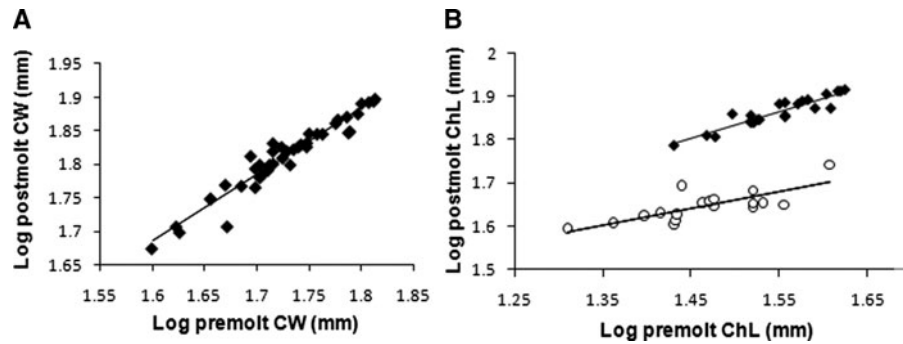 A
Log postmolt CW (mm)
1.95
1.9
1.85
1.8
1.75
1.7
1.65
1.55 1.6 1.65 1.7 1.75 1.8 1.85
Log premolt CW (mm)
B
Log postmolt ChL (mm)
2
1.9
1.8
1.7
1.6
1.5
1.25 1.35 1.45 1.55 1.65
Log premolt ChL (mm)